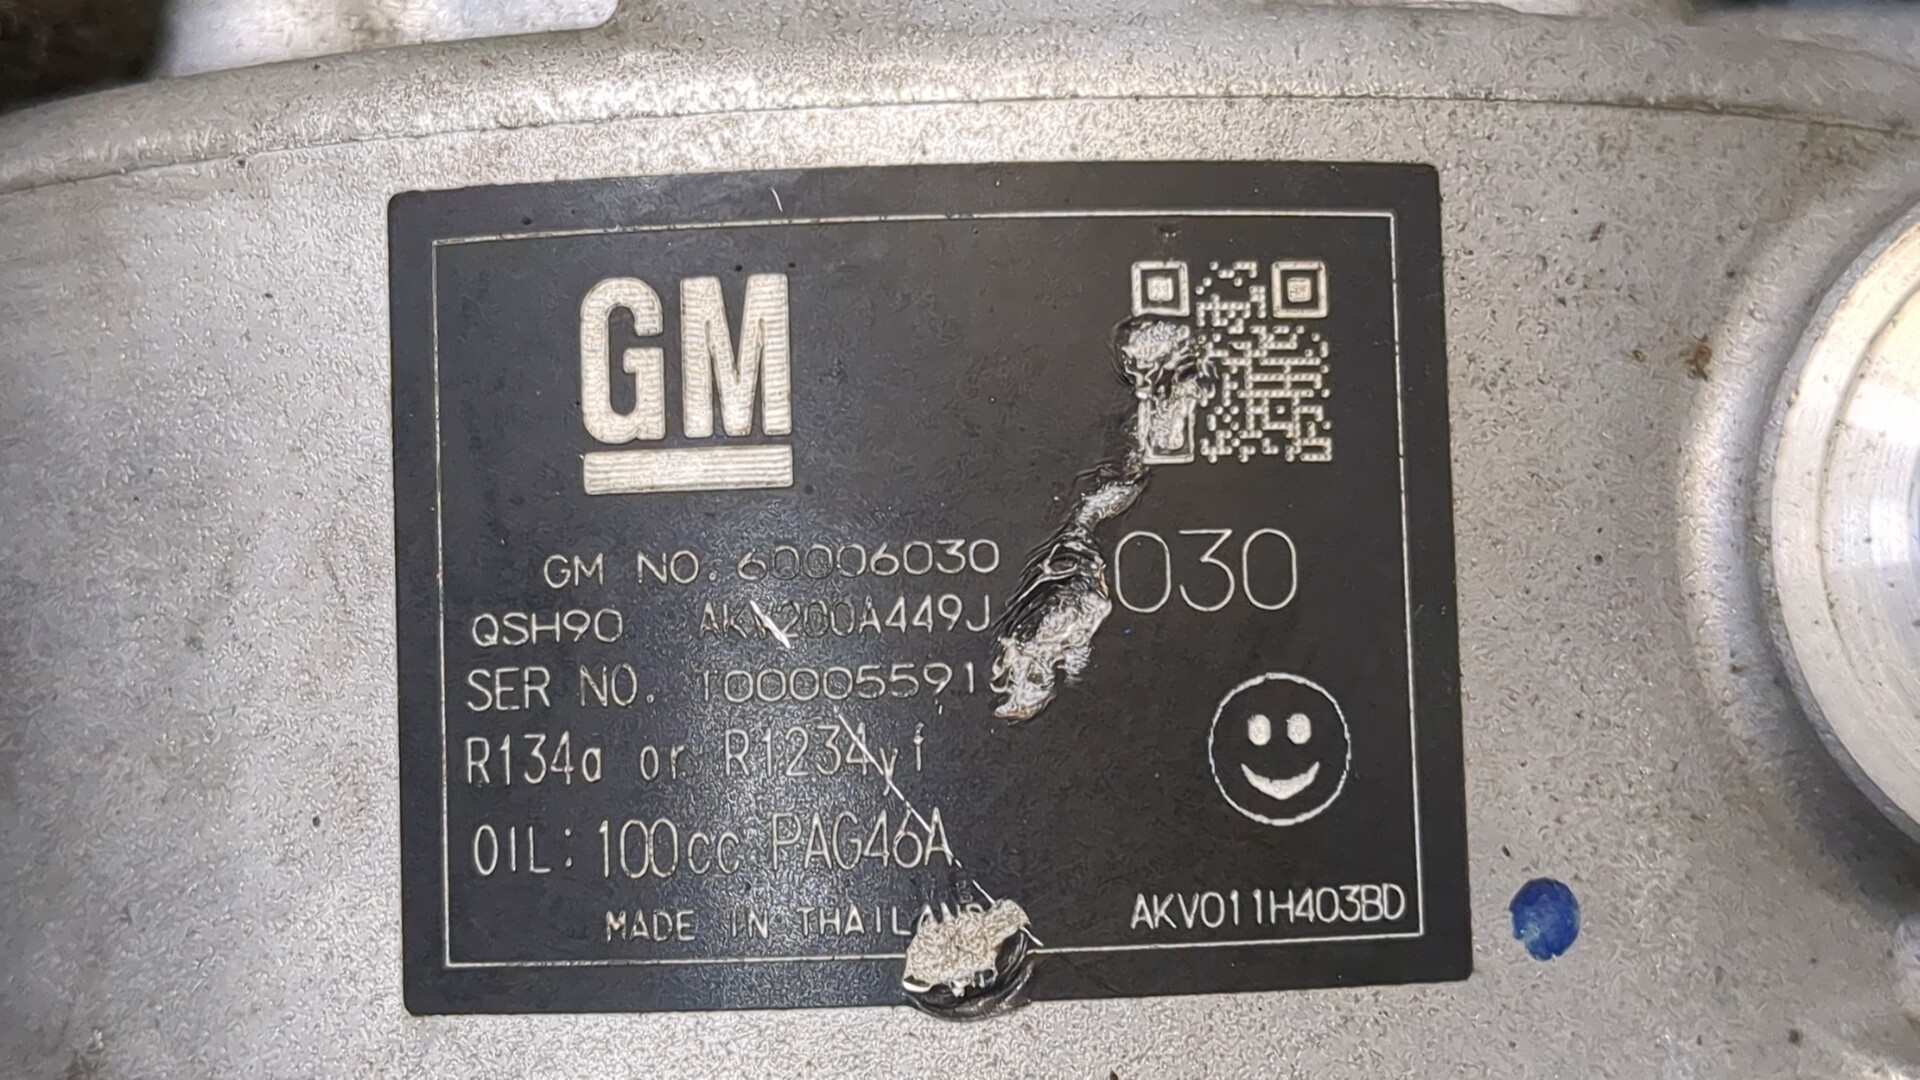 GM
GM NO. 60006030
030
QSH90 AKV200A449J
SER NO.
R134a or R1234yf
OIL: 100cc PAG46A
MADE IN THAILAND
AKV011H403BD